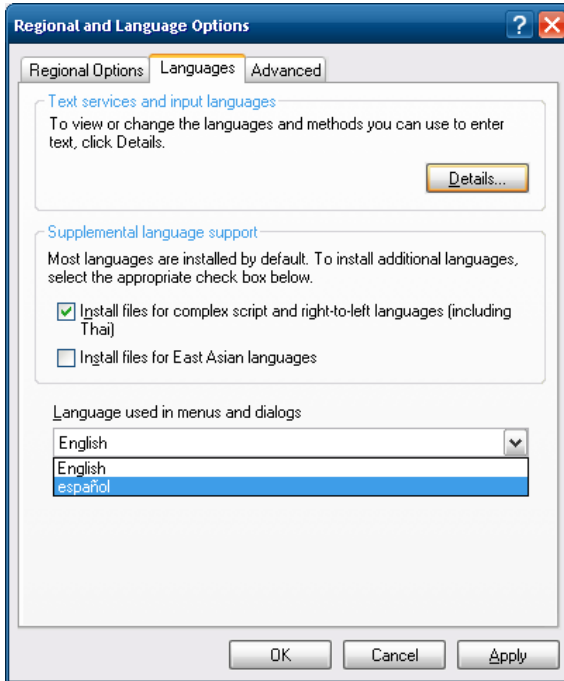 Regional and Language Options
Regional Options Languages Advanced
Text services and input languages
To view or change the languages and methods you can use to enter
text, click Details.
Details...
Supplemental language support
Most languages are installed by default. To install additional languages,
select the appropriate check box below.
Install files for complex script and right-to-left languages (including
Thai)
Install files for East Asian languages
Language used in menus and dialogs
English
English
español
OK Cancel Apply